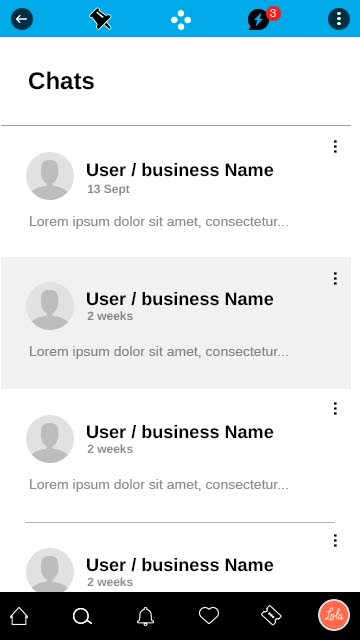 3
Chats
User / business Name
13 Sept
Lorem ipsum dolor sit amet, consectetur...
User / business Name
2 weeks
Lorem ipsum dolor sit amet, consectetur...
User / business Name
2 weeks
Lorem ipsum dolor sit amet, consectetur...
User / business Name
2 weeks
Lola